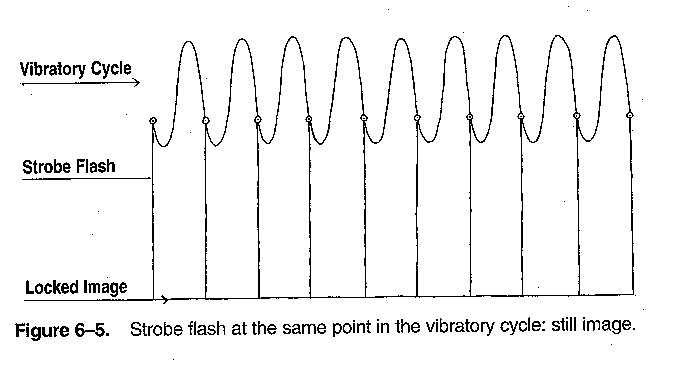 Vibratory Cycle
Strobe Flash
Locked Image
Figure 6–5. Strobe flash at the same point in the vibratory cycle: still image.